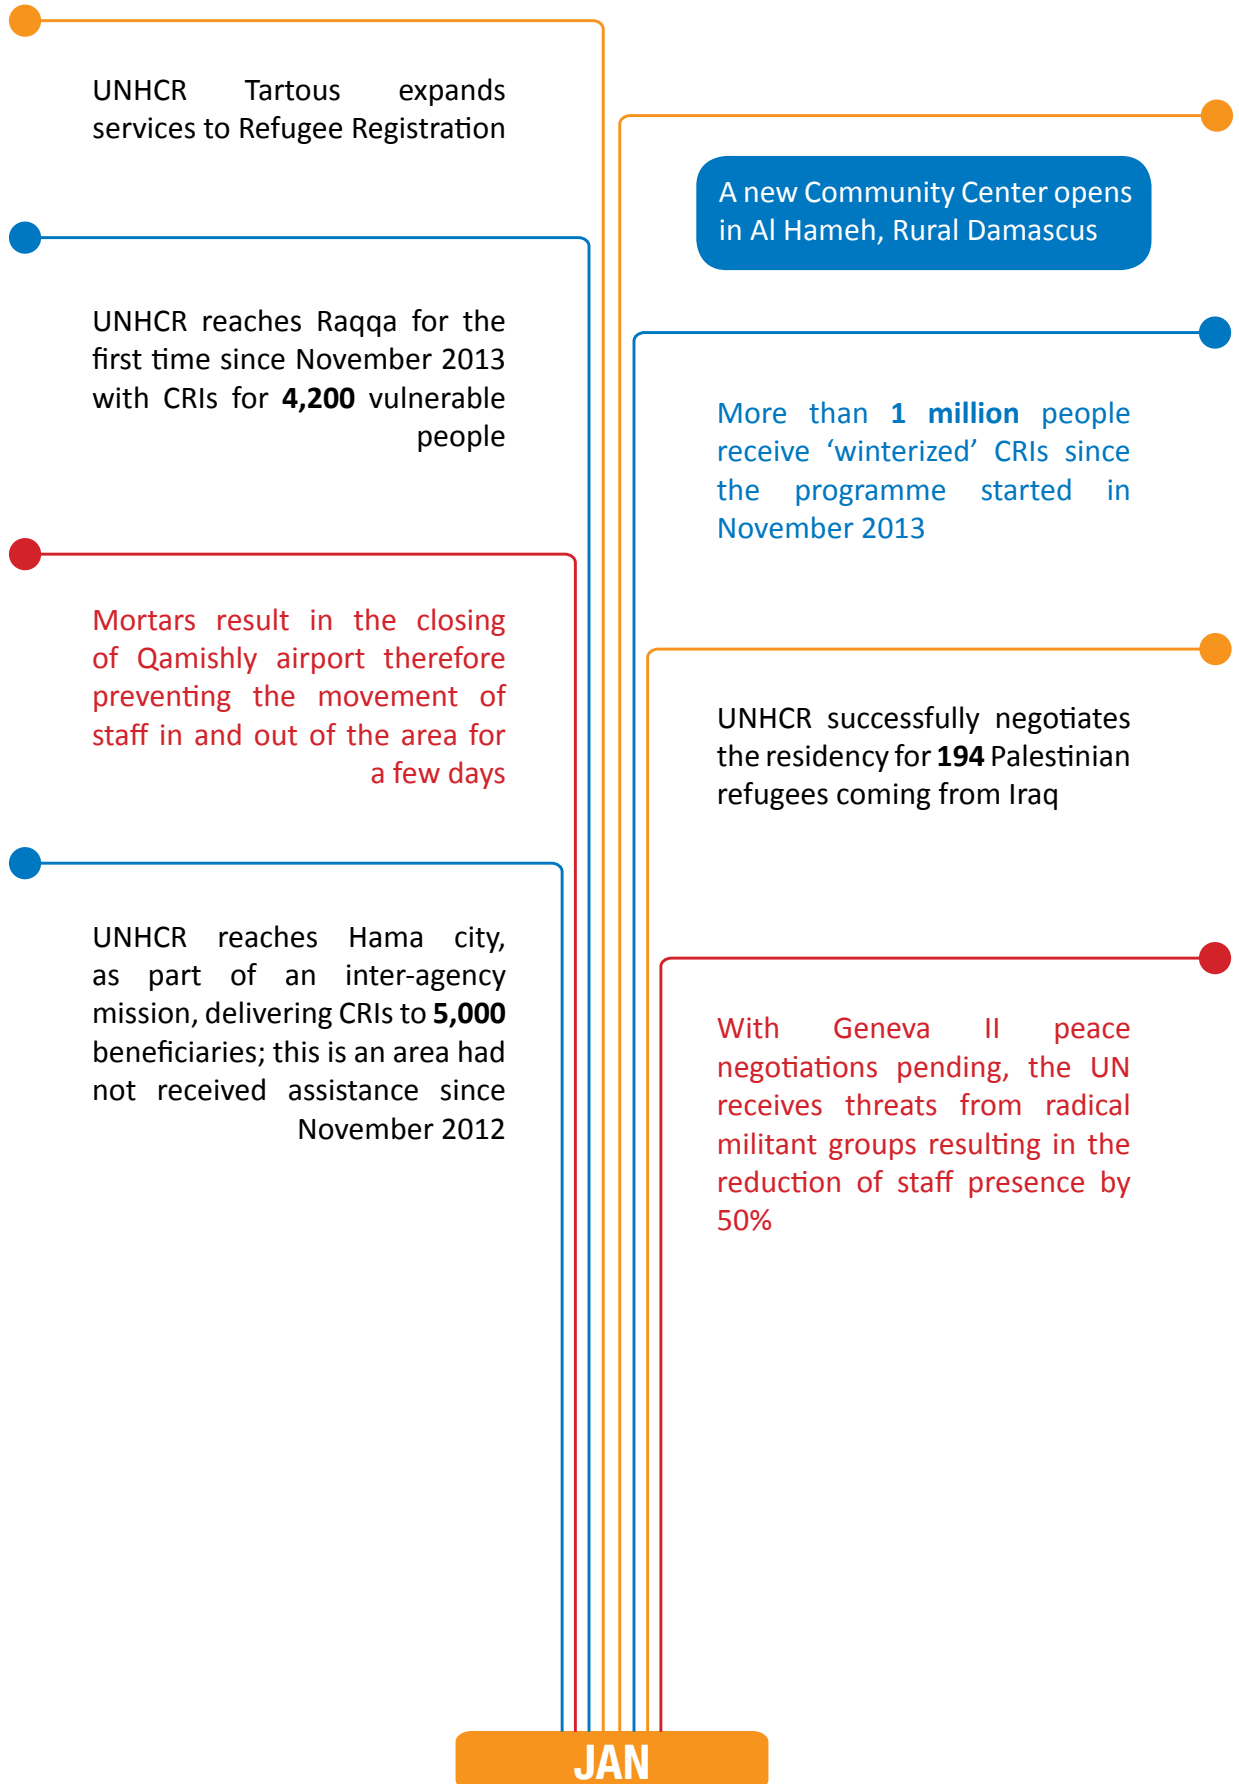 UNHCR Tartous expands
services to Refugee Registration
A new Community Center opens
in Al Hameh, Rural Damascus
UNHCR reaches Raqqa for the
first time since November 2013
with CRIs for 4,200 vulnerable
people
More than 1 million people
receive ‘winterized’ CRIs since
the programme started in
November 2013
Mortars result in the closing
of Qamishly airport therefore
preventing the movement of
staff in and out of the area for
a few days
UNHCR successfully negotiates
the residency for 194 Palestinian
refugees coming from Iraq
UNHCR reaches Hama city,
as part of an inter-agency
mission, delivering CRIs to 5,000
beneficiaries; this is an area had
not received assistance since
November 2012
With Geneva II peace
negotiations pending, the UN
receives threats from radical
militant groups resulting in the
reduction of staff presence by
50%
JAN